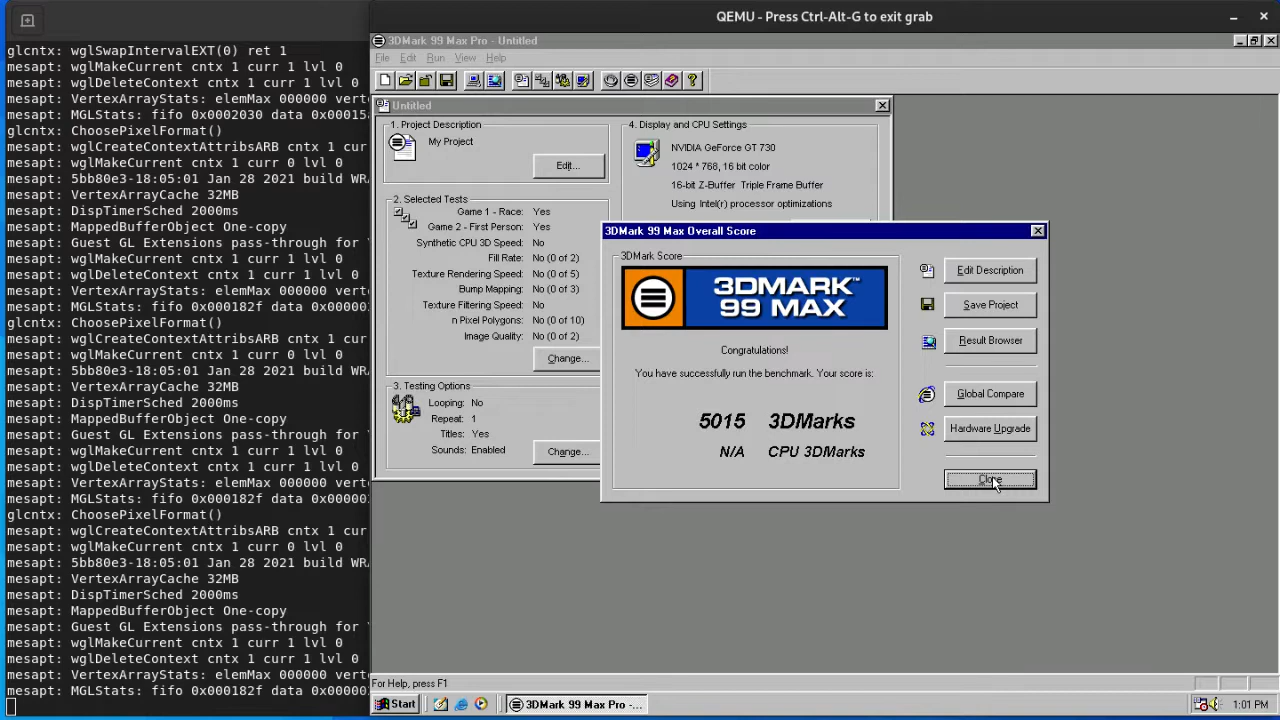 glcntx: wglSwapIntervalEXT(0) ret 1
mesapt: wglMakeCurrent cntx 1 curr 1 lvl 0
mesapt: wglDeleteContext cntx 1 curr 1 lvl 0
mesapt: VertexArrayStats: elemMax 000000 verte
mesapt: MGLStats: fifo 0x0002030 data 0x00015
glcntx: ChoosePixelFormat()
mesapt: wglCreateContextAttribsARB cntx 1 cur
mesapt: wglMakeCurrent cntx 1 curr 0 lvl 0
mesapt: 5bb80e3-18:05:01 Jan 28 2021 build WR
mesapt: VertexArrayCache 32MB
mesapt: DispTimerSched 2000ms
mesapt: MappedBufferObject One-copy
mesapt: Guest GL Extensions pass-through for
mesapt: wglMakeCurrent cntx 1 curr 1 lvl 0
mesapt: wglDeleteContext cntx 1 curr 1 lvl 0
mesapt: VertexArrayStats: elemMax 000000 verte
mesapt: MGLStats: fifo 0x000182f data 0x00000
glcntx: ChoosePixelFormat()
mesapt: wglCreateContextAttribsARB cntx 1 cur
mesapt: wglMakeCurrent cntx 1 curr 0 lvl 0
mesapt: 5bb80e3-18:05:01 Jan 28 2021 build WR
mesapt: VertexArrayCache 32MB
mesapt: DispTimerSched 2000ms
mesapt: MappedBufferObject One-copy
mesapt: Guest GL Extensions pass-through for
mesapt: wglMakeCurrent cntx 1 curr 1 lvl 0
mesapt: wglDeleteContext cntx 1 curr 1 lvl 0
mesapt: VertexArrayStats: elemMax 000000 verte
mesapt: MGLStats: fifo 0x000182f data 0x00000
glcntx: ChoosePixelFormat()
mesapt: wglCreateContextAttribsARB cntx 1 cur
mesapt: wglMakeCurrent cntx 1 curr 0 lvl 0
mesapt: 5bb80e3-18:05:01 Jan 28 2021 build WR
mesapt: VertexArrayCache 32MB
mesapt: DispTimerSched 2000ms
mesapt: MappedBufferObject One-copy
mesapt: Guest GL Extensions pass-through for
mesapt: wglMakeCurrent cntx 1 curr 1 lvl 0
mesapt: wglDeleteContext cntx 1 curr 1 lvl 0
mesapt: VertexArrayStats: elemMax 000000 verte
mesapt: MGLStats: fifo 0x000182f data 0x00000
QEMU - Press Ctrl-Alt-G to exit grab
3DMark 99 Max Pro - Untitled
File Edit Run View Help
Untitled
1. Project Description
My Project
Edit...
2. Selected Tests
Game 1 - Race: Yes
Game 2 - First Person: Yes
Synthetic CPU 3D Speed: No
Fill Rate: No (0 of 2)
Texture Rendering Speed: No (0 of 5)
Bump Mapping: No (0 of 3)
Texture Filtering Speed: No
n Pixel Polygons: No (0 of 10)
Image Quality: No (0 of 2)
Change...
3. Testing Options
Looping: No
Repeat: 1
Titles: Yes
Sounds: Enabled
Change...
4. Display and CPU Settings
NVIDIA GeForce GT 730
1024 * 768, 16 bit color
16-bit Z-Buffer Triple Frame Buffer
Using Intel(r) processor optimizations
3DMark 99 Max Overall Score
3DMark Score
3DMARK™
99 MAX
Congratulations!
You have successfully run the benchmark. Your score is:
5015 3DMarks
N/A CPU 3DMarks
Edit Description
Save Project
Result Browser
Global Compare
Hardware Upgrade
Close
For Help, press F1
Start
3DMark 99 Max Pro -...
1:01 PM